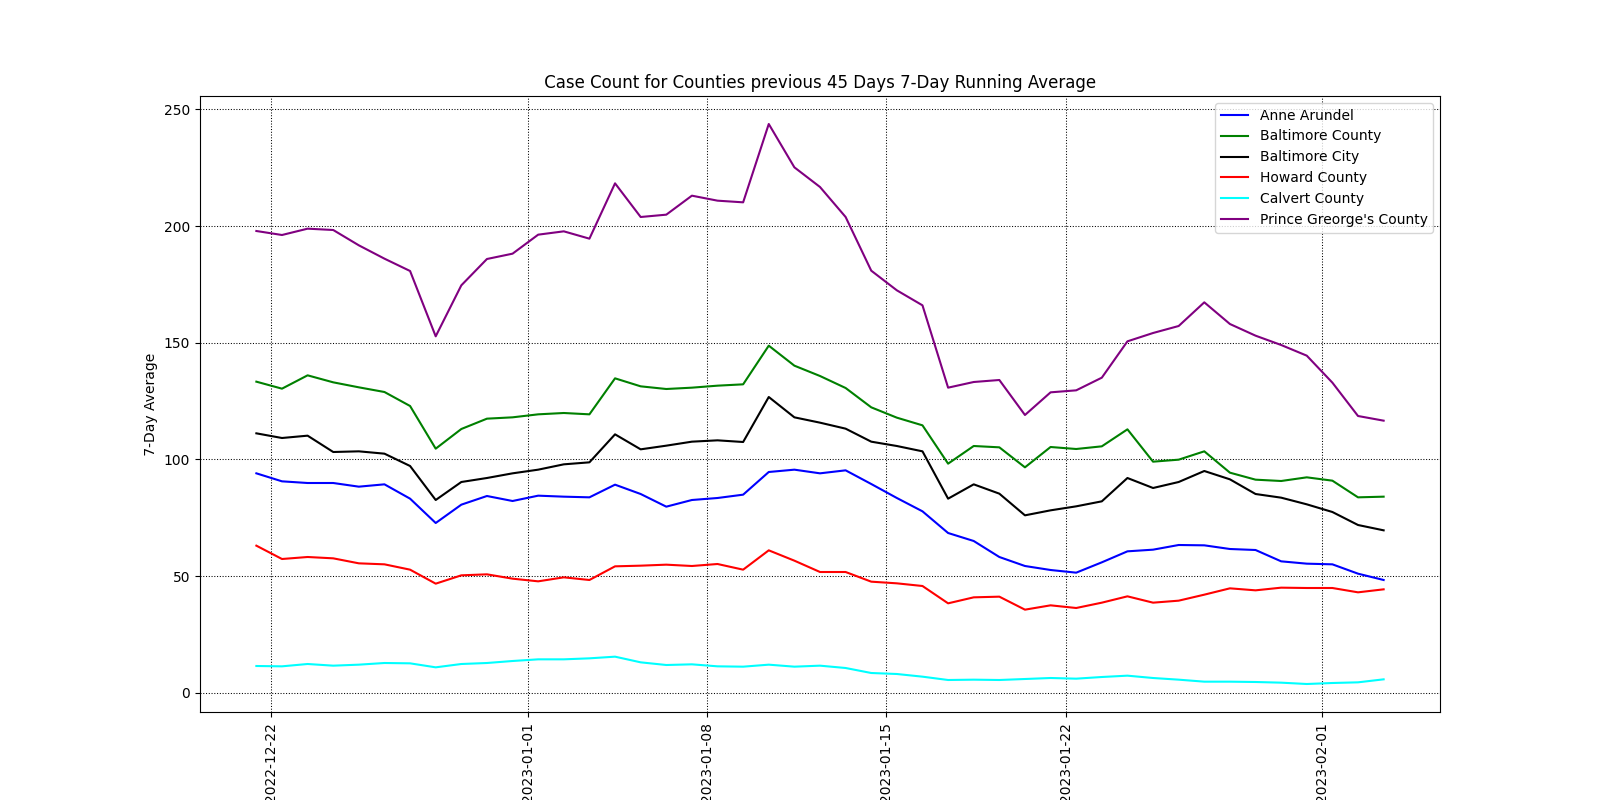 Case Count for Counties previous 45 Days 7-Day Running Average
250
200
150
100
50
0
7-Day Average
Anne Arundel
Baltimore County
Baltimore City
Howard County
Calvert County
Prince Greorge's County
2022-12-22
2023-01-01
2023-01-08
2023-01-15
2023-01-22
2023-02-01